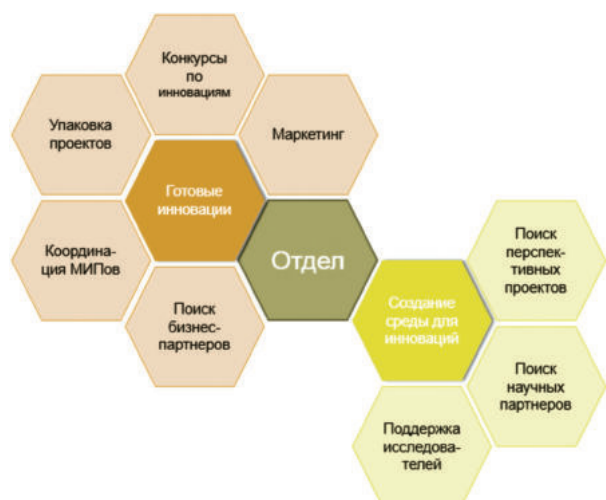 Конкурсы
по
инновациям
Упаковка
проектов
Маркетинг
Готовые
инновации
Координа-
ция МИПов
Отдел
Поиск
бизнес-
партнеров
Поиск
перспек-
тивных
проектов
Создание
среды для
инноваций
Поиск
научных
партнеров
Поддержка
исследова-
телей